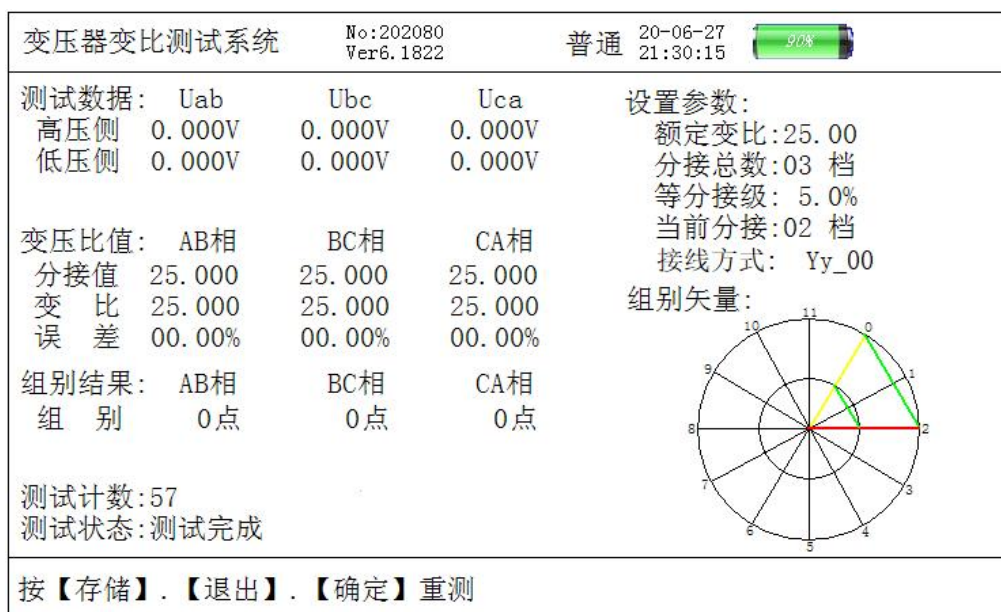 变压器变比测试系统
No:202080
Ver6.1822
普通
20-06-27
21:30:15
90%
测试数据: Uab Ubc Uca
高压侧 0.000V 0.000V 0.000V
低压侧 0.000V 0.000V 0.000V
变压比值: AB相 BC相 CA相
分接值 25.000 25.000 25.000
变 比 25.000 25.000 25.000
误 差 00.00% 00.00% 00.00%
组别结果: AB相 BC相 CA相
组 别 0点 0点 0点
测试计数:57
测试状态:测试完成
设置参数:
额定变比:25.00
分接总数:03 档
等分接级: 5.0%
当前分接:02 档
接线方式: Yy_00
组别矢量:
11
10 0
9 1
8 2
7 3
6 4
5
按【存储】.【退出】.【确定】重测